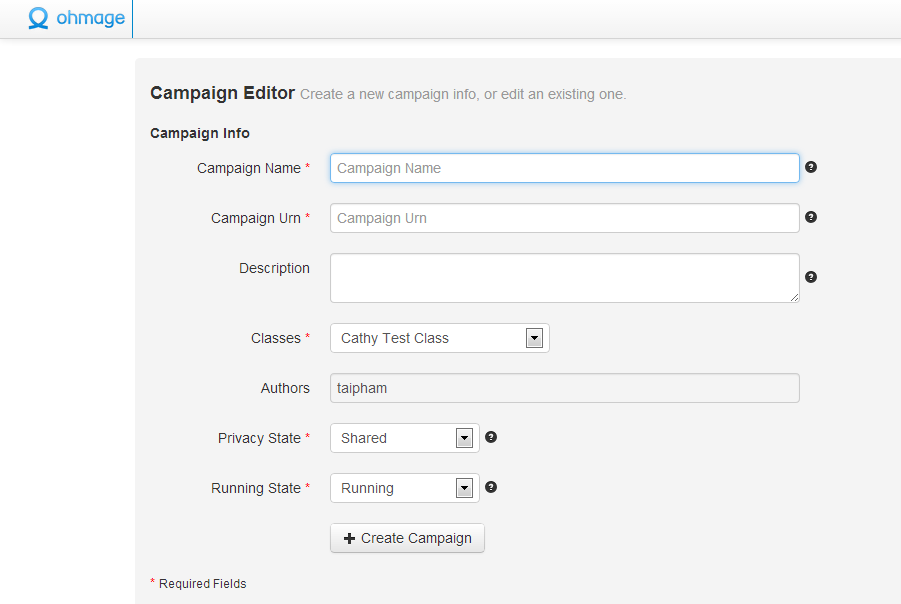 ohmage
Campaign Editor Create a new campaign info, or edit an existing one.
Campaign Info
Campaign Name * Campaign Name ?
Campaign Urn * Campaign Urn ?
Description ?
Classes * Cathy Test Class
Authors taipham
Privacy State * Shared ?
Running State * Running ?
+ Create Campaign
* Required Fields